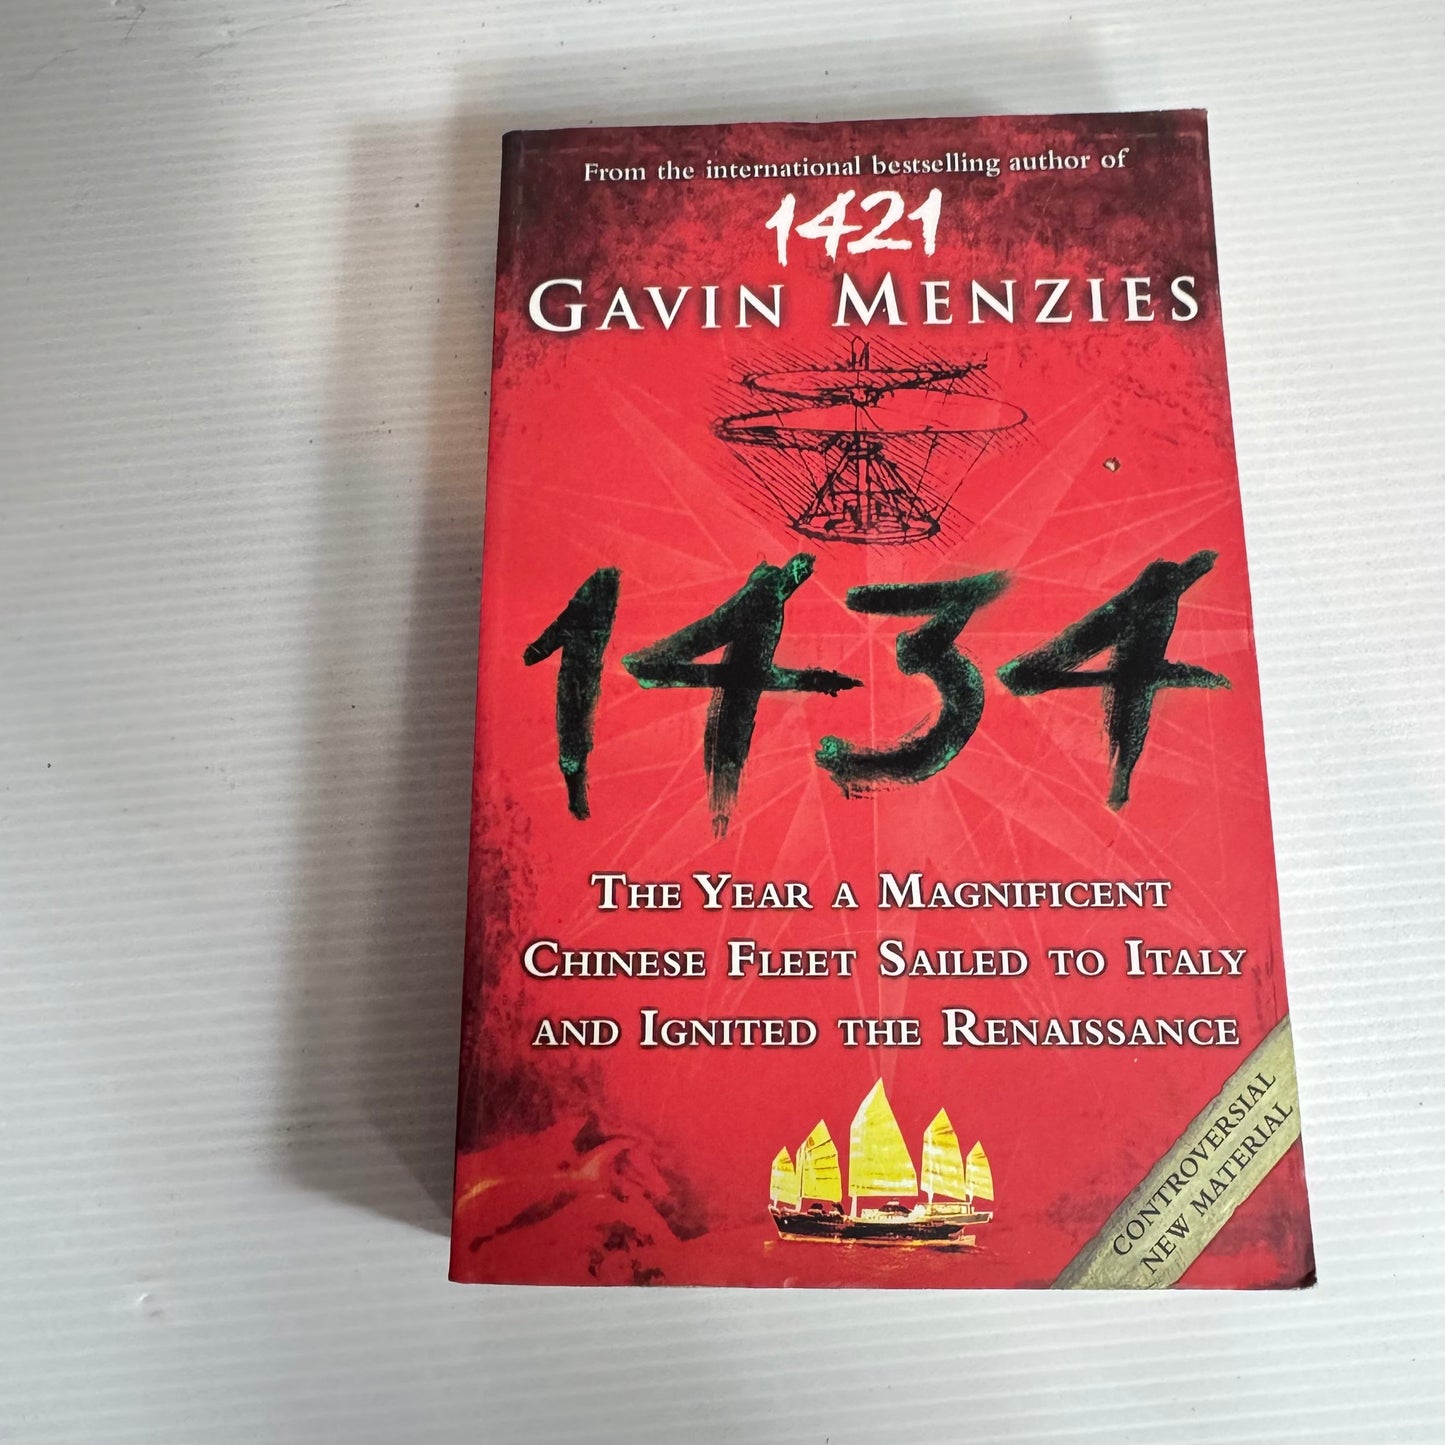 From the international bestselling author of
1421
GAVIN MENZIES
1434
THE YEAR A MAGNIFICENT
CHINESE FLEET SAILED TO ITALY
AND IGNITED THE RENAISSANCE
CONTROVERSIAL
NEW MATERIAL